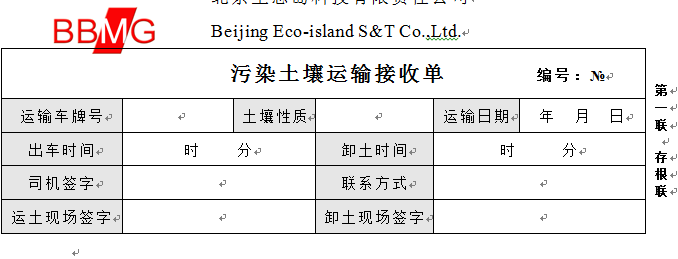 北京生态岛科技有限责任公司
BBMG
Beijing Eco-island S&T Co.,Ltd.
污染土壤运输接收单 编号：№
运输车牌号 土壤性质 运输日期 年 月 日
出车时间 时 分 卸土时间 时 分
司机签字 联系方式
运土现场签字 卸土现场签字
第一联 存根联